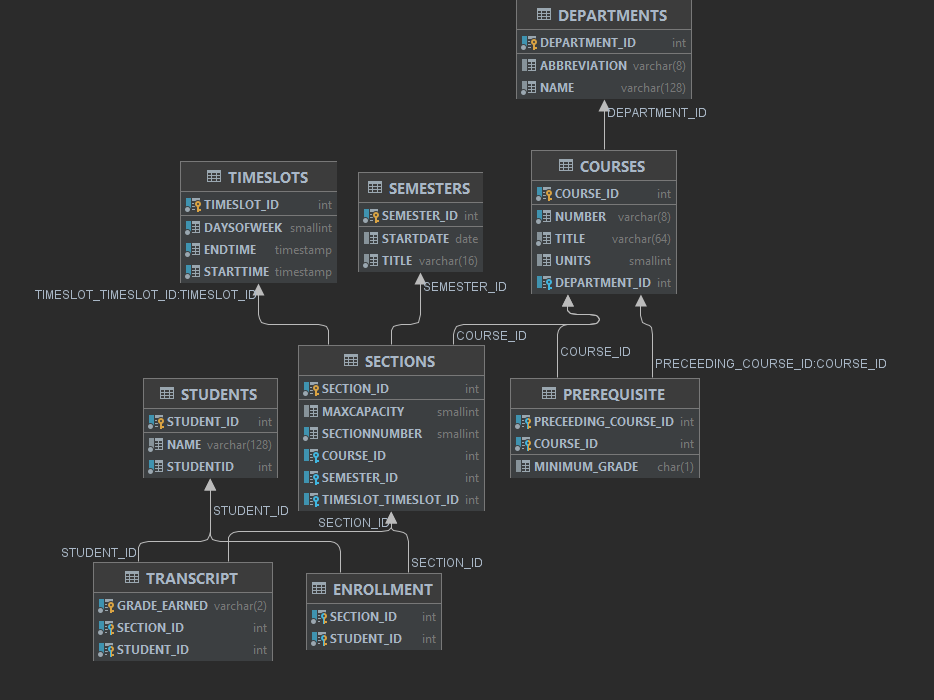 DEPARTMENTS
DEPARTMENT_ID int
ABBREVIATION varchar(8)
NAME varchar(128)
DEPARTMENT_ID
COURSES
COURSE_ID int
NUMBER varchar(8)
TITLE varchar(64)
UNITS smallint
DEPARTMENT_ID int
TIMESLOTS
TIMESLOT_ID int
DAYSOFWEEK smallint
ENDTIME timestamp
STARTTIME timestamp
SEMESTERS
SEMESTER_ID int
STARTDATE date
TITLE varchar(16)
TIMESLOT_TIMESLOT_ID:TIMESLOT_ID
SEMESTER_ID
COURSE_ID
COURSE_ID
PRECEEDING_COURSE_ID:COURSE_ID
SECTIONS
SECTION_ID int
MAXCAPACITY smallint
SECTIONNUMBER smallint
COURSE_ID int
SEMESTER_ID int
TIMESLOT_TIMESLOT_ID int
STUDENTS
STUDENT_ID int
NAME varchar(128)
STUDENTID int
PREREQUISITE
PRECEEDING_COURSE_ID int
COURSE_ID int
MINIMUM_GRADE char(1)
STUDENT_ID
SECTION_ID
STUDENT_ID
SECTION_ID
TRANSCRIPT
GRADE_EARNED varchar(2)
SECTION_ID int
STUDENT_ID int
ENROLLMENT
SECTION_ID int
STUDENT_ID int